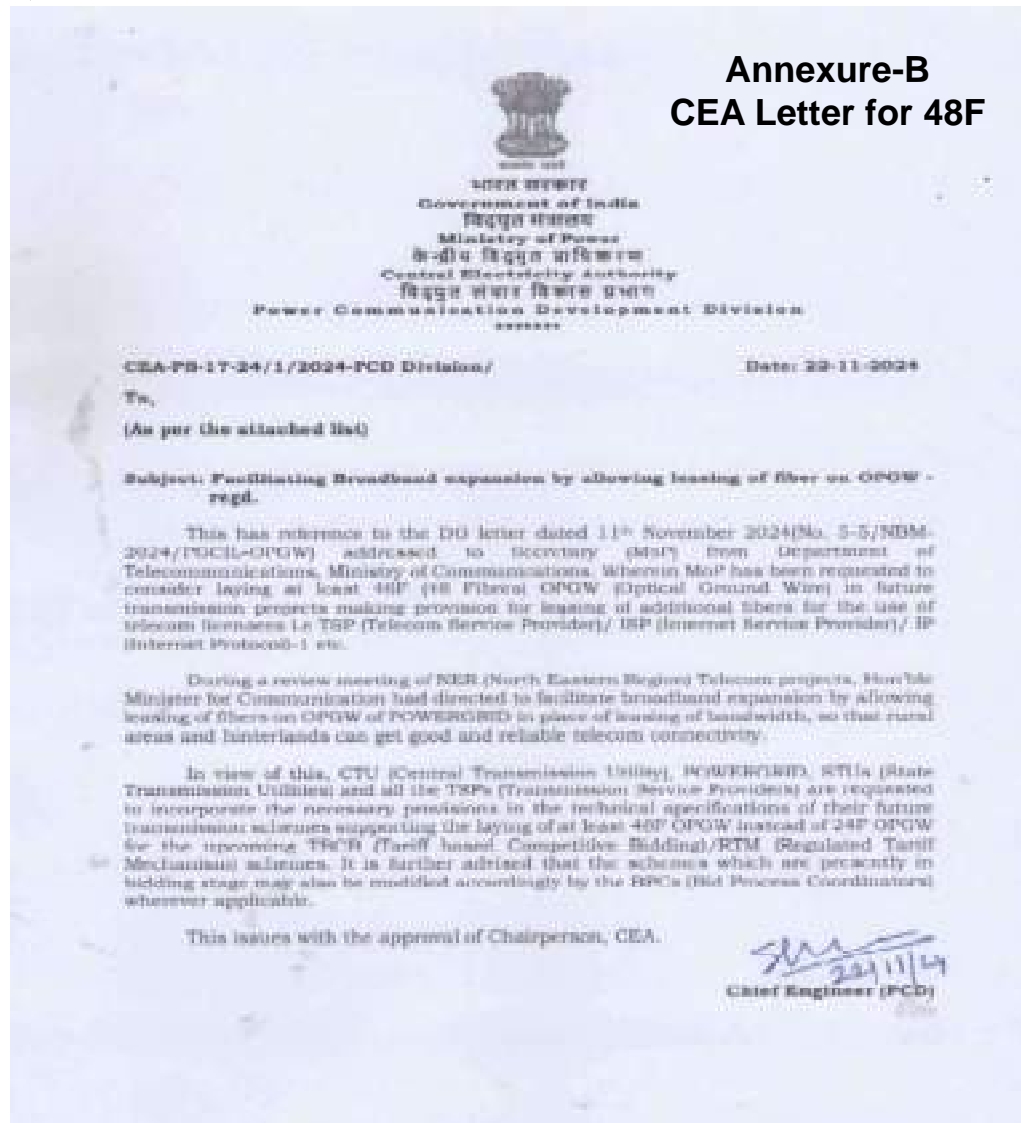 Annexure-B
CEA Letter for 48F
भारत सरकार
Government of India
विद्युत मंत्रालय
Ministry of Power
केन्द्रीय विद्युत प्राधिकरण
Central Electricity Authority
विद्युत संचार विकास प्रभाग
Power Communication Development Division
*******
CEA-PS-17-24/1/2024-PCD Division/ Date: 22-11-2024
To,
(As per the attached list)
Subject: Facilitating Broadband expansion by allowing leasing of fiber on OPGW -
regd.
This has reference to the DG letter dated 11th November 2024(No. 5-5/NBM-
2024/PGCIL-OPGW) addressed to Secretary (MoP) from Department of
Telecommunications, Ministry of Communications. Wherein MoP has been requested to
consider laying at least 48F (48 Fibres) OPGW (Optical Ground Wire) in future
transmission projects making provision for leasing of additional fibers for the use of
telecom licensees i.e TSP (Telecom Service Provider)/ ISP (Internet Service Provider)/ IP
(Internet Protocol)-1 etc.
During a review meeting of NER (North Eastern Region) Telecom projects, Hon'ble
Minister for Communication had directed to facilitate broadband expansion by allowing
leasing of fibers on OPGW of POWERGRID in place of leasing of bandwidth, so that rural
areas and hinterlands can get good and reliable telecom connectivity.
In view of this, CTU (Central Transmission Utility), POWERGRID, STUs (State
Transmission Utilities) and all the TSPs (Transmission Service Providers) are requested
to incorporate the necessary provisions in the technical specifications of their future
transmission schemes supporting the laying of at least 48F OPGW instead of 24F OPGW
for the upcoming TBCB (Tariff based Competitive Bidding)/RTM (Regulated Tariff
Mechanism) schemes. It is further advised that the schemes which are presently in
bidding stage may also be modified accordingly by the BPCs (Bid Process Coordinators)
wherever applicable.
This issues with the approval of Chairperson, CEA.
22/11/24
Chief Engineer (PCD)